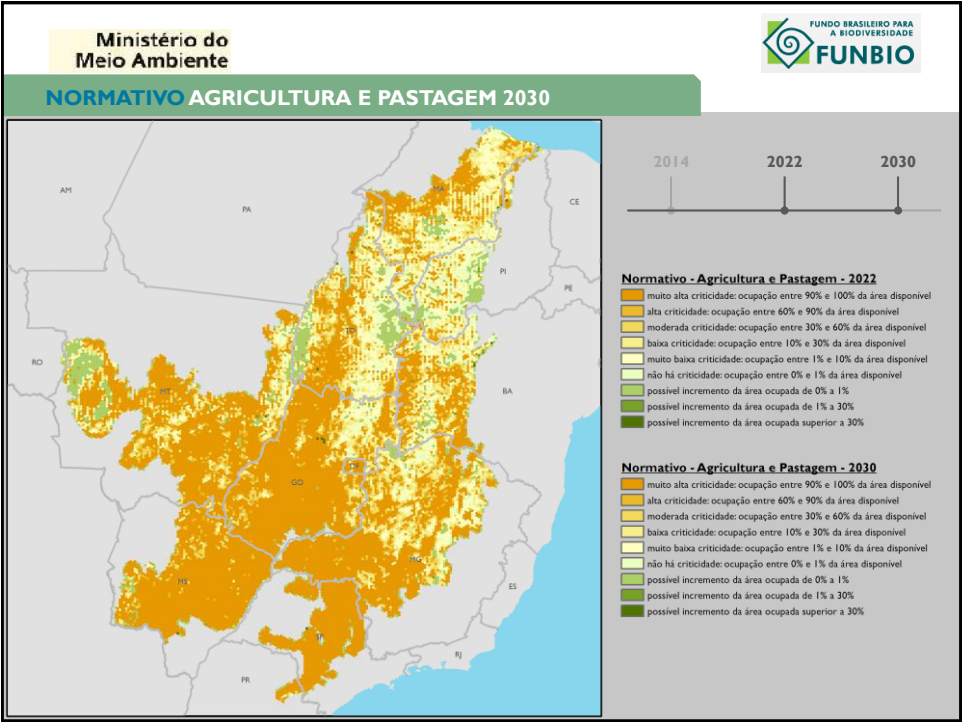 Ministério do
Meio Ambiente
FUNDO BRASILEIRO PARA
A BIODIVERSIDADE
FUNBIO
NORMATIVO AGRICULTURA E PASTAGEM 2030
2014 2022 2030
AM
PA
MA
CE
PI
PE
TO
RO
MT
BA
DF
GO
MG
MS
ES
SP
RJ
PR
Normativo - Agricultura e Pastagem - 2022
muito alta criticidade: ocupação entre 90% e 100% da área disponível
alta criticidade: ocupação entre 60% e 90% da área disponível
moderada criticidade: ocupação entre 30% e 60% da área disponível
baixa criticidade: ocupação entre 10% e 30% da área disponível
muito baixa criticidade: ocupação entre 1% e 10% da área disponível
não há criticidade: ocupação entre 0% e 1% da área disponível
possível incremento da área ocupada de 0% a 1%
possível incremento da área ocupada de 1% a 30%
possível incremento da área ocupada superior a 30%
Normativo - Agricultura e Pastagem - 2030
muito alta criticidade: ocupação entre 90% e 100% da área disponível
alta criticidade: ocupação entre 60% e 90% da área disponível
moderada criticidade: ocupação entre 30% e 60% da área disponível
baixa criticidade: ocupação entre 10% e 30% da área disponível
muito baixa criticidade: ocupação entre 1% e 10% da área disponível
não há criticidade: ocupação entre 0% e 1% da área disponível
possível incremento da área ocupada de 0% a 1%
possível incremento da área ocupada de 1% a 30%
possível incremento da área ocupada superior a 30%